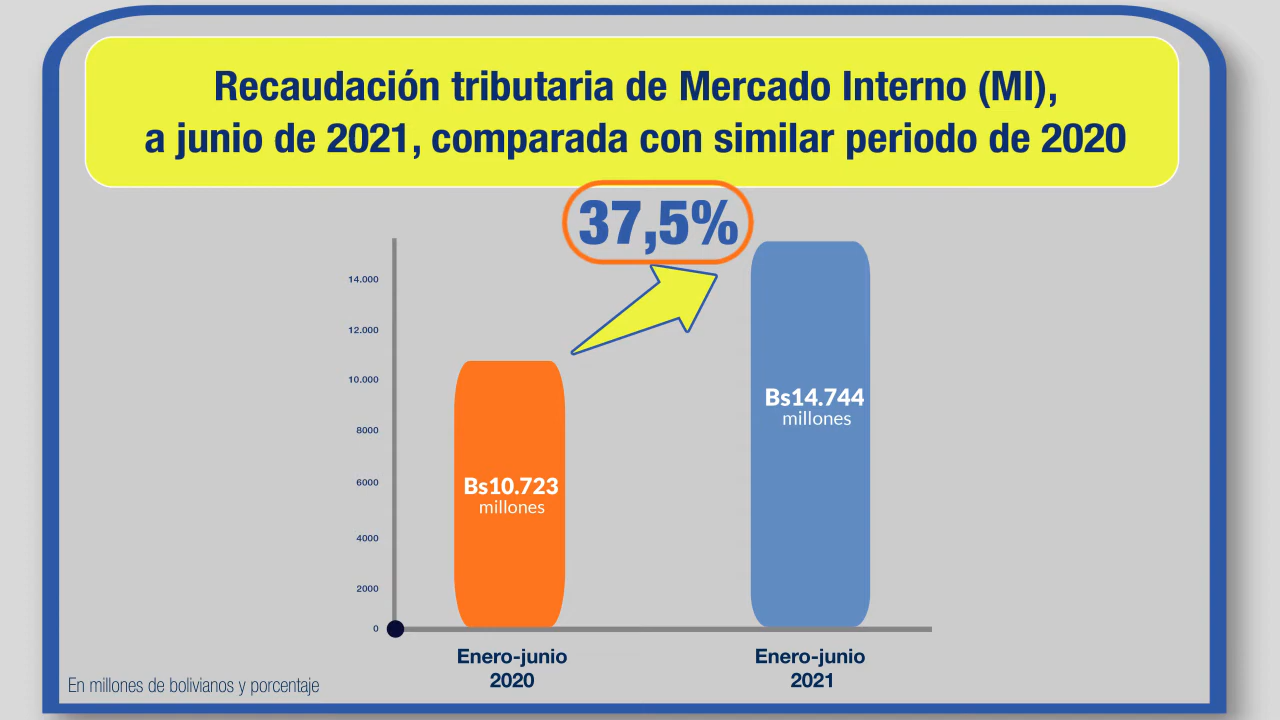 Recaudación tributaria de Mercado Interno (MI),
a junio de 2021, comparada con similar periodo de 2020
37,5%
14.000
12.000
10.000
8000
6000
4000
2000
0
Bs10.723
millones
Bs14.744
millones
Enero-junio
2020
Enero-junio
2021
En millones de bolivianos y porcentaje